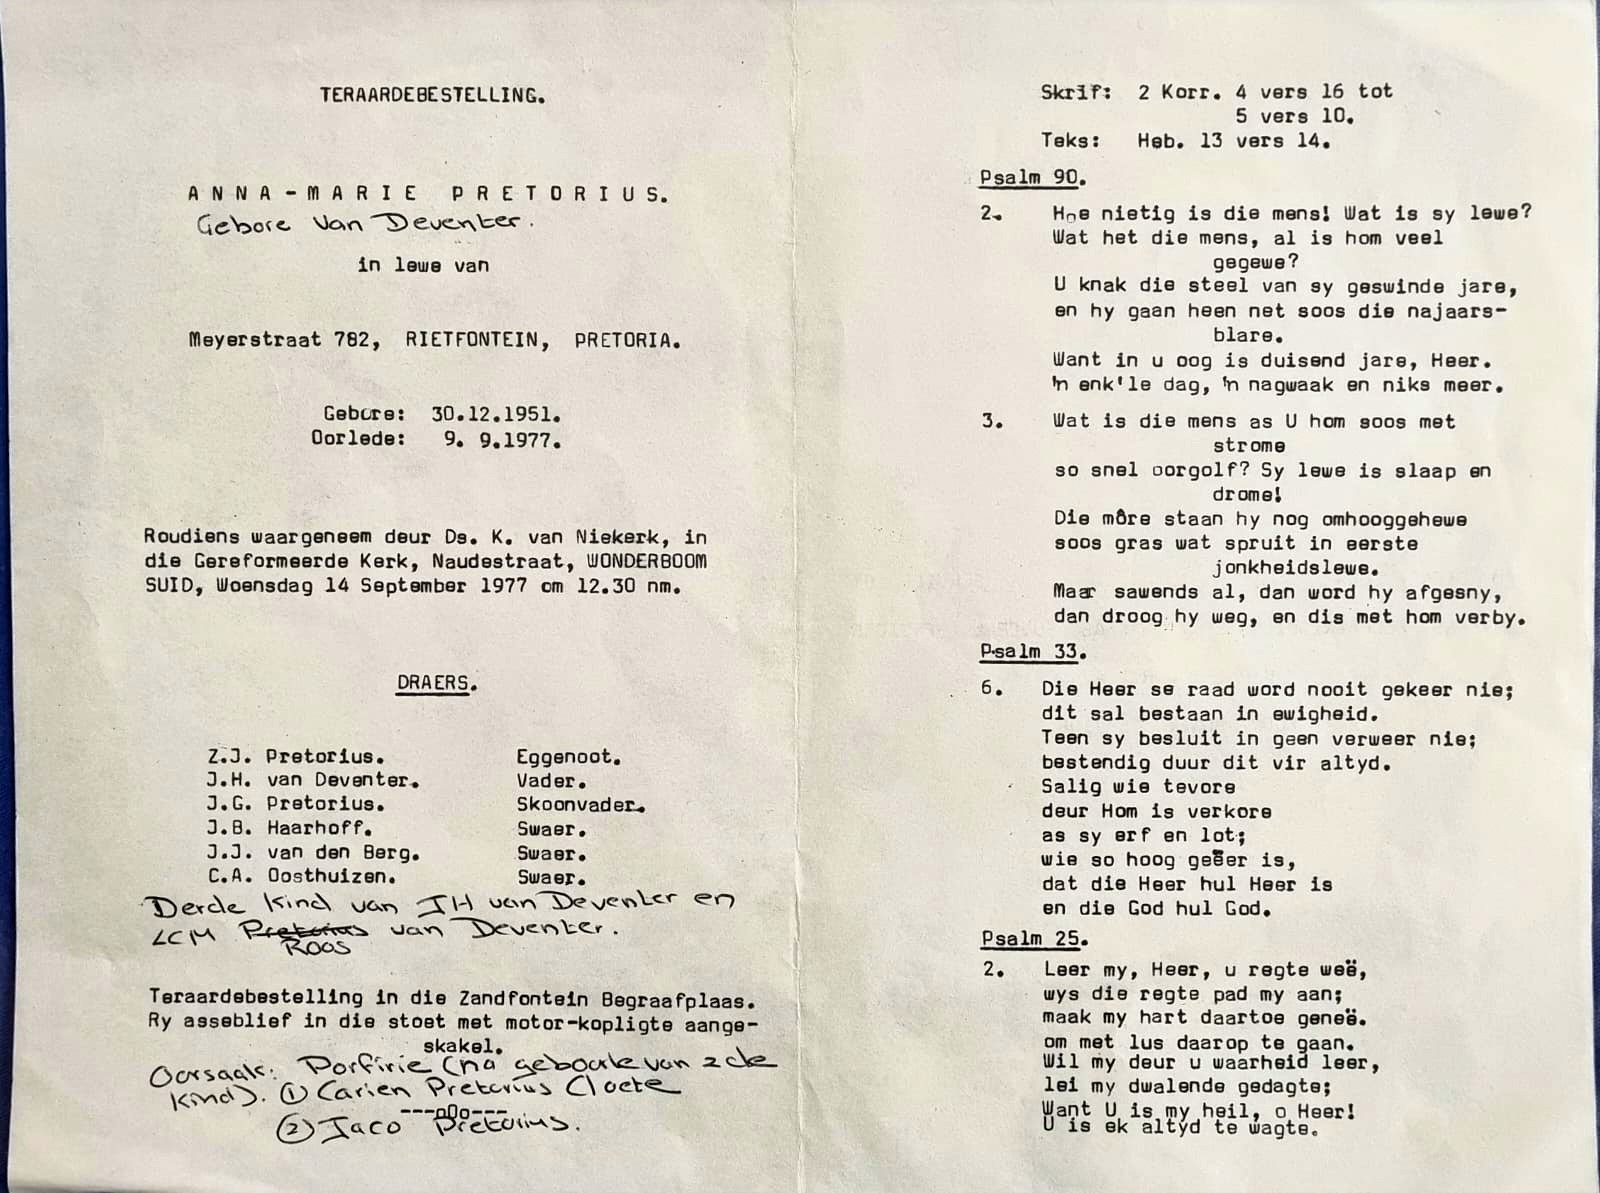 TERAARDEBESTELLING.
ANNA-MARIE PRETORIUS.
Gebore Van Deventer.
in lewe van
Meyerstraat 782, RIETFONTEIN, PRETORIA.
Gebore: 30.12.1951.
Oorlede: 9. 9.1977.
Roudiens waargeneem deur Ds. K. van Niekerk, in
die Gereformeerde Kerk, Naudestraat, WONDERBOOM
SUID, Woensdag 14 September 1977 om 12.30 nm.
DRAERS.
Z.J. Pretorius. Eggenoot.
J.H. van Deventer. Vader.
J.G. Pretorius. Skoonvader.
J.B. Haarhoff. Swaer.
J.J. van den Berg. Swaer.
C.A. Oosthuizen. Swaer.
Derde kind van JH van Deventer en
LCM Pretorius van Deventer.
Roos
Teraardebestelling in die Zandfontein Begraafplaas.
Ry asseblief in die stoet met motor-kopligte aange-
skakel.
Oorsaak: Porfirie (na geboorte van 2de
kind). ① Carien Pretorius Cloete
---oOo---
② Jaco Pretorius.
Skrif: 2 Korr. 4 vers 16 tot
5 vers 10.
Teks: Heb. 13 vers 14.
Psalm 90.
2. Hoe nietig is die mens! Wat is sy lewe?
Wat het die mens, al is hom veel
gegewe?
U knak die steel van sy geswinde jare,
en hy gaan heen net soos die najaars-
blare.
Want in u oog is duisend jare, Heer.
'n enk'le dag, 'n nagwaak en niks meer.
3. Wat is die mens as U hom soos met
strome
so snel oorgolf? Sy lewe is slaap en
drome!
Die môre staan hy nog omhooggehewe
soos gras wat spruit in eerste
jonkheidslewe.
Maar sawends al, dan word hy afgesny,
dan droog hy weg, en dis met hom verby.
Psalm 33.
6. Die Heer se raad word nooit gekeer nie;
dit sal bestaan in ewigheid.
Teen sy besluit in geen verweer nie;
bestendig duur dit vir altyd.
Salig wie tevore
deur Hom is verkore
as sy erf en lot;
wie so hoog geëer is,
dat die Heer hul Heer is
en die God hul God.
Psalm 25.
2. Leer my, Heer, u regte weë,
wys die regte pad my aan;
maak my hart daartoe geneë.
om met lus daarop te gaan.
Wil my deur u waarheid leer,
lei my dwalende gedagte;
Want U is my heil, o Heer!
U is ek altyd te wagte.